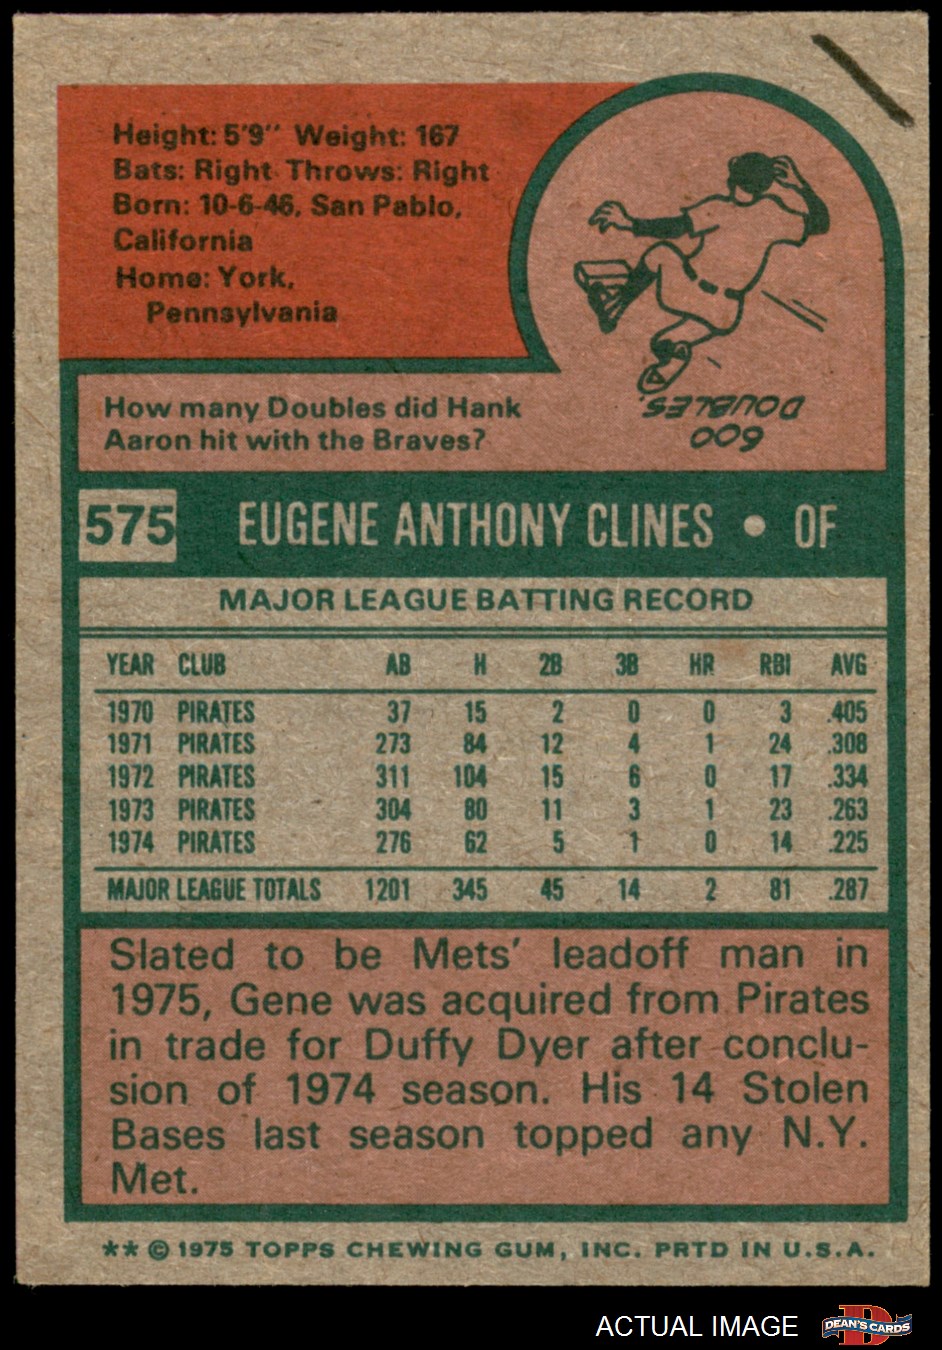 Height: 5'9" Weight: 167
Bats: Right Throws: Right
Born: 10-6-46, San Pablo,
California
Home: York,
Pennsylvania
How many Doubles did Hank
Aaron hit with the Braves?
600
DOUBLES.
575 EUGENE ANTHONY CLINES • OF
MAJOR LEAGUE BATTING RECORD
YEAR CLUB AB H 2B 3B HR RBI AVG
1970 PIRATES 37 15 2 0 0 3 .405
1971 PIRATES 273 84 12 4 1 24 .308
1972 PIRATES 311 104 15 6 0 17 .334
1973 PIRATES 304 80 11 3 1 23 .263
1974 PIRATES 276 62 5 1 0 14 .225
MAJOR LEAGUE TOTALS 1201 345 45 14 2 81 .287
Slated to be Mets' leadoff man in
1975, Gene was acquired from Pirates
in trade for Duffy Dyer after conclu-
sion of 1974 season. His 14 Stolen
Bases last season topped any N.Y.
Met.
** © 1975 TOPPS CHEWING GUM, INC. PRTD IN U.S.A.
ACTUAL IMAGE
D
DEAN'S CARDS